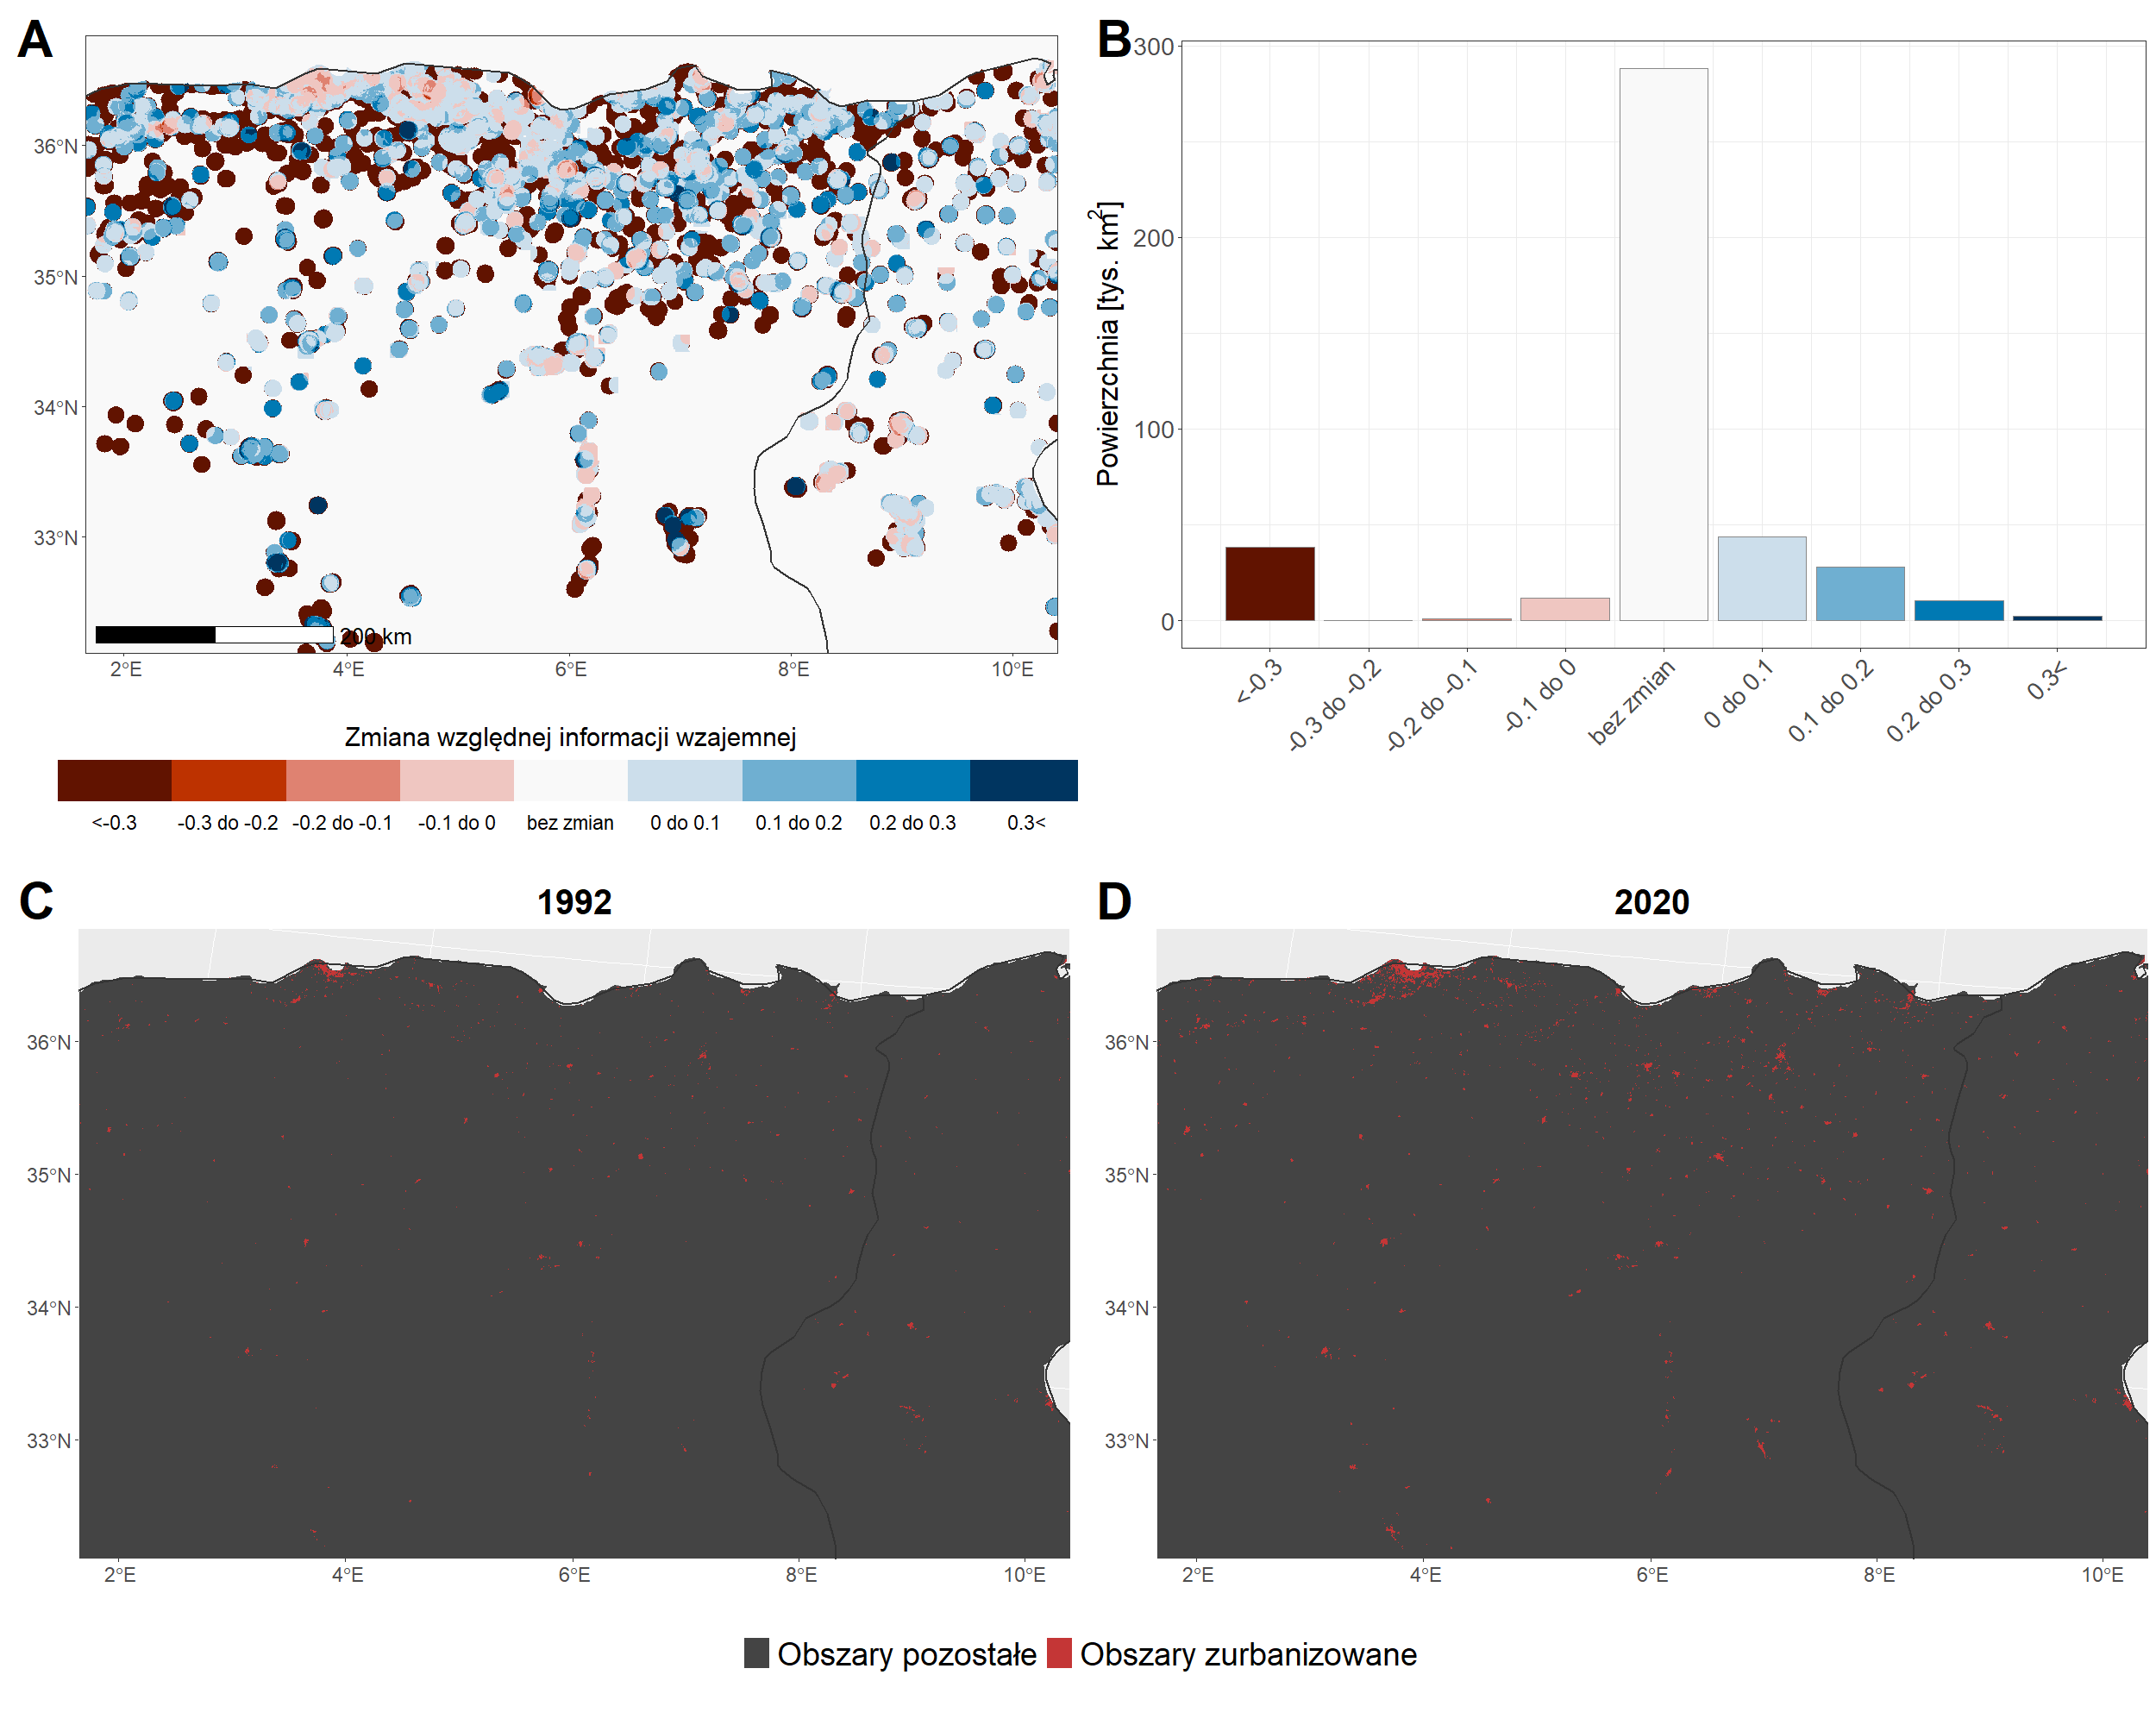 A
36°N
35°N
34°N
33°N
200 km
2°E 4°E 6°E 8°E 10°E
Zmiana względnej informacji wzajemnej
<-0.3 -0.3 do -0.2 -0.2 do -0.1 -0.1 do 0 bez zmian 0 do 0.1 0.1 do 0.2 0.2 do 0.3 0.3<
B
Powierzchnia [tys. km²]
300
200
100
0
<-0.3 -0.3 do -0.2 -0.2 do -0.1 -0.1 do 0 bez zmian 0 do 0.1 0.1 do 0.2 0.2 do 0.3 0.3<
C
1992
36°N
35°N
34°N
33°N
2°E 4°E 6°E 8°E 10°E
D
2020
36°N
35°N
34°N
33°N
2°E 4°E 6°E 8°E 10°E
Obszary pozostałe Obszary zurbanizowane